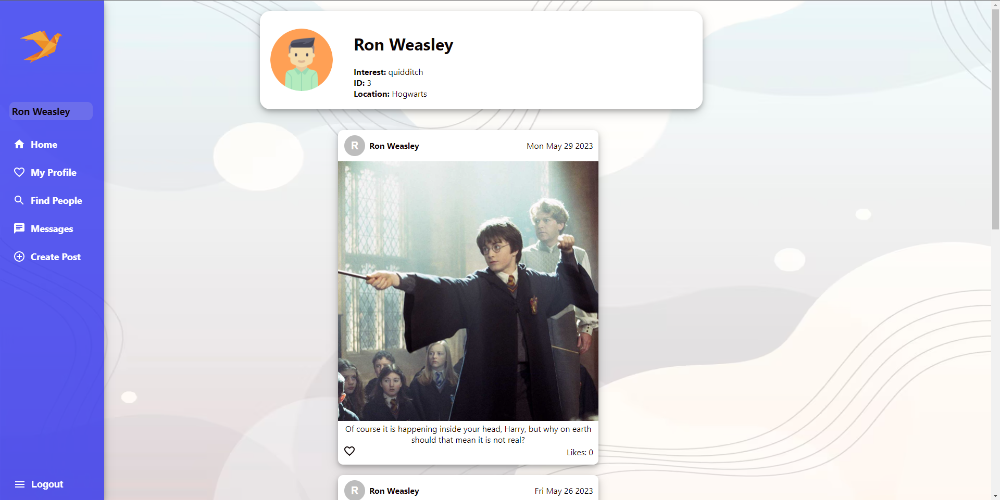 Ron Weasley
Home
My Profile
Find People
Messages
Create Post
Logout
Ron Weasley
Interest: quidditch
ID: 3
Location: Hogwarts
R Ron Weasley Mon May 29 2023
Of course it is happening inside your head, Harry, but why on earth
should that mean it is not real?
Likes: 0
R Ron Weasley Fri May 26 2023